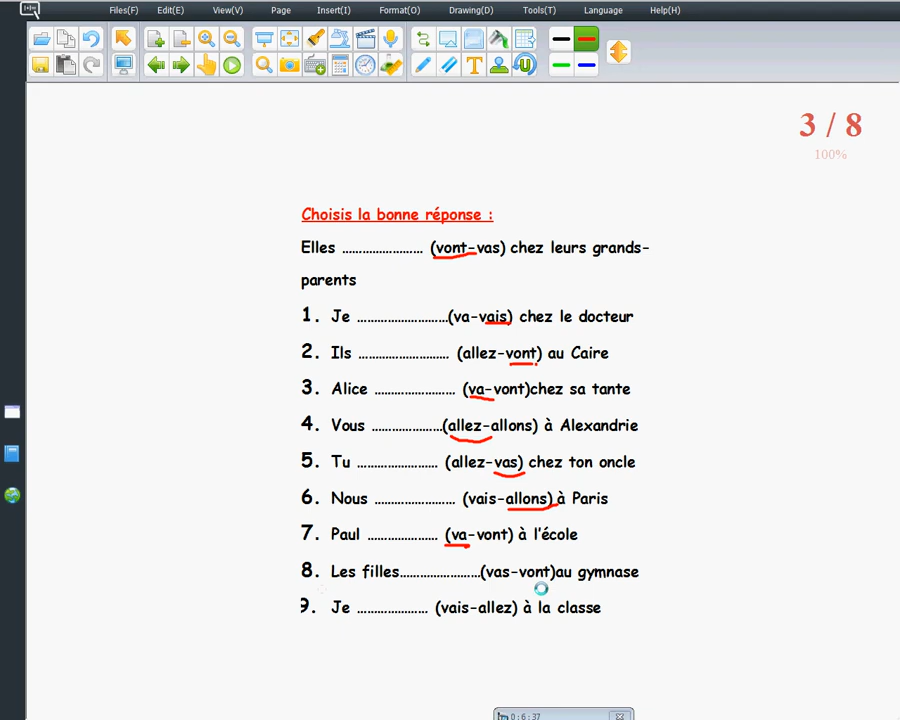 Files(F) Edit(E) View(V) Page Insert(I) Format(O) Drawing(D) Tools(T) Language Help(H)
3 / 8
100%
Choisis la bonne réponse :
Elles ........................ (vont-vas) chez leurs grands-
parents
1. Je ...........................(va-vais) chez le docteur
2. Ils ........................... (allez-vont) au Caire
3. Alice ........................ (va-vont)chez sa tante
4. Vous .....................(allez-allons) à Alexandrie
5. Tu ........................ (allez-vas) chez ton oncle
6. Nous ........................ (vais-allons) à Paris
7. Paul ..................... (va-vont) à l'école
8. Les filles........................(vas-vont)au gymnase
9. Je ..................... (vais-allez) à la classe
0:6:37